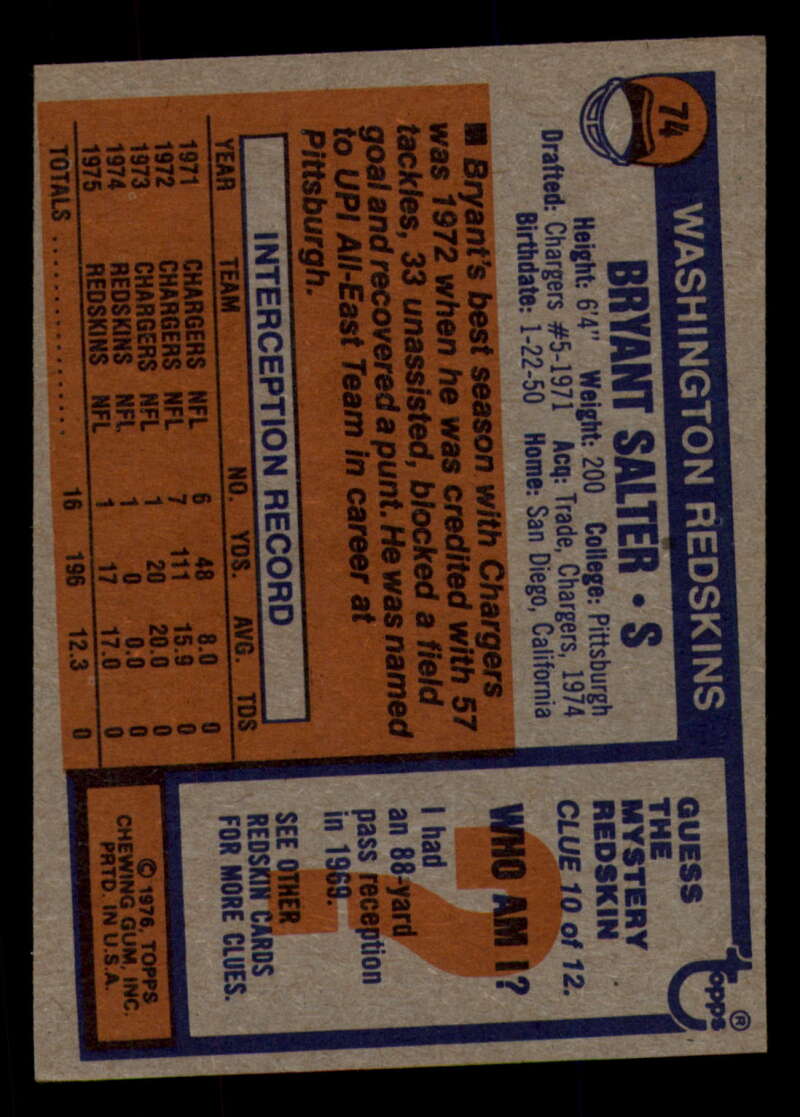 74
WASHINGTON REDSKINS
BRYANT SALTER • S
Height: 6'4" Weight: 200 College: Pittsburgh
Drafted: Chargers #5-1971 Acq: Trade, Chargers, 1974
Birthdate: 1-22-50 Home: San Diego, California
■ Bryant's best season with Chargers
was 1972 when he was credited with 57
tackles, 33 unassisted, blocked a field
goal and recovered a punt. He was named
to UPI All-East Team in career at
Pittsburgh.
INTERCEPTION RECORD
YEAR TEAM NO. YDS. AVG. TDS
1971 CHARGERS NFL 6 48 8.0 0
1972 CHARGERS NFL 7 111 15.9 0
1973 CHARGERS NFL 1 20 20.0 0
1974 REDSKINS NFL 1 0 0.0 0
1975 REDSKINS NFL 1 17 17.0 0
TOTALS .................... 16 196 12.3 0
topps®
GUESS
THE
MYSTERY
REDSKIN
CLUE 10 of 12.
?
WHO AM I?
I had
an 88-yard
pass reception
in 1969.
SEE OTHER
REDSKIN CARDS
FOR MORE CLUES.
© 1976, TOPPS
CHEWING GUM, INC.
PRTD. IN U.S.A.